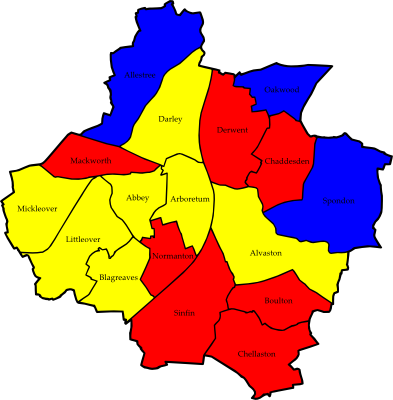 Allestree
Oakwood
Darley
Derwent
Mackworth
Chaddesden
Abbey
Arboretum
Spondon
Mickleover
Littleover
Alvaston
Normanton
Blagreaves
Boulton
Sinfin
Chellaston